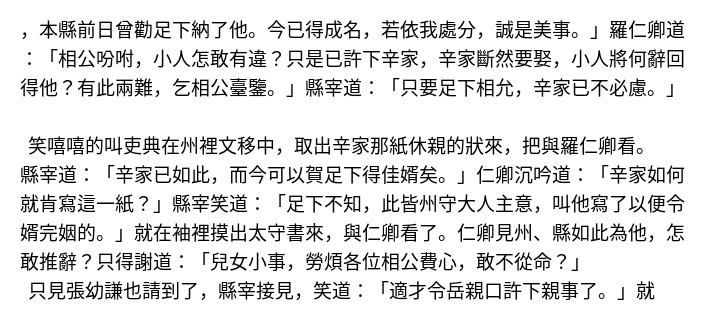 ，本縣前日曾勸足下納了他。今已得成名，若依我處分，誠是美事。」羅仁卿道
：「相公吩咐，小人怎敢有違？只是已許下辛家，辛家斷然要娶，小人將何辭回
得他？有此兩難，乞相公臺鑒。」縣宰道：「只要足下相允，辛家已不必慮。」
笑嘻嘻的叫吏典在州裡文移中，取出辛家那紙休親的狀來，把與羅仁卿看。
縣宰道：「辛家已如此，而今可以賀足下得佳婿矣。」仁卿沉吟道：「辛家如何
就肯寫這一紙？」縣宰笑道：「足下不知，此皆州守大人主意，叫他寫了以便令
婿完姻的。」就在袖裡摸出太守書來，與仁卿看了。仁卿見州、縣如此為他，怎
敢推辭？只得謝道：「兒女小事，勞煩各位相公費心，敢不從命？」
只見張幼謙也請到了，縣宰接見，笑道：「適才令岳親口許下親事了。」就